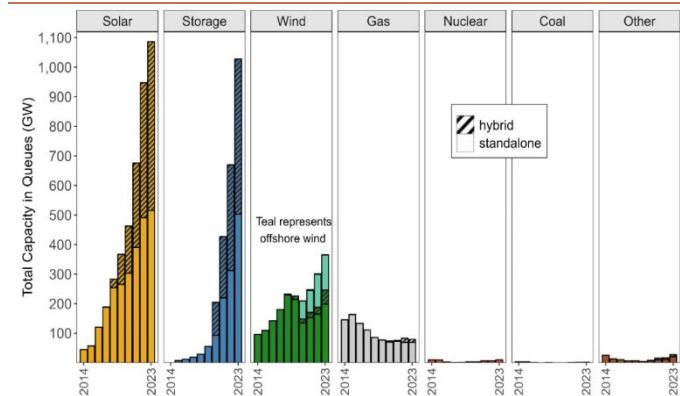 Solar Storage Wind Gas Nuclear Coal Other
Total Capacity in Queues (GW)
1,100
1,000
900
800
700
600
500
400
300
200
100
hybrid
standalone
Teal represents
offshore wind
2014 2023 2014 2023 2014 2023 2014 2023 2014 2023 2014 2023 2014 2023